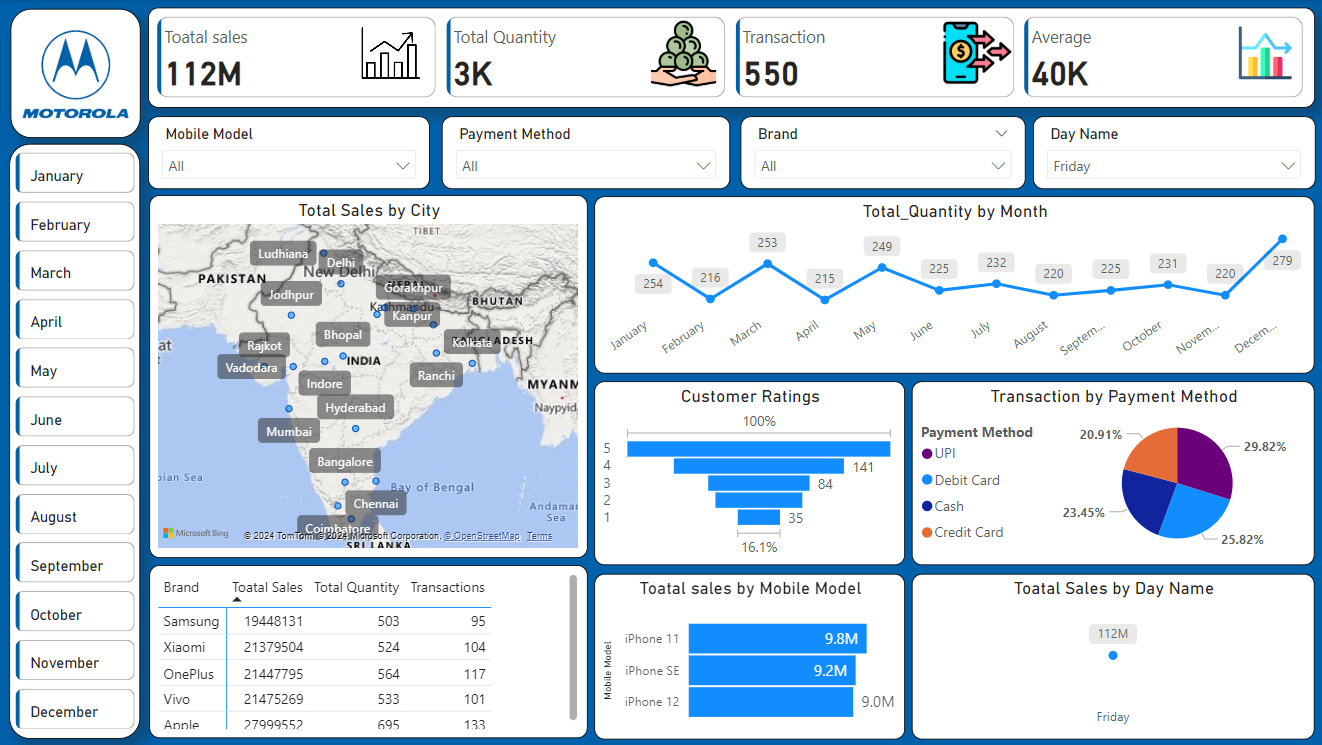 MOTOROLA
Toatal sales
112M
Total Quantity
3K
Transaction
550
Average
40K
Mobile Model
All
Payment Method
All
Brand
All
Day Name
Friday
January
February
March
April
May
June
July
August
September
October
November
December
Total Sales by City
TIBET
Ludhiana
Delhi
New Delhi
PAKISTAN
Jodhpur
Gorakhpur
Kathmandu
BHUTAN
Kanpur
Bhopal
Kolkata
Rajkot
INDIA
Vadodara
Ranchi
Indore
MYANM
Hyderabad
Naypyid
Mumbai
Bangalore
Bay of Bengal
Chennai
Andaman
Sea
Coimbatore
SRI LANKA
Microsoft Bing
© 2024 TomTom, © 2024 Microsoft Corporation, © OpenStreetMap Terms
Total_Quantity by Month
254
216
253
215
249
225
232
220
225
231
220
279
January
February
March
April
May
June
July
August
Septem...
October
Novem...
Decem...
Customer Ratings
100%
5
4
141
3
84
2
1
35
16.1%
Transaction by Payment Method
Payment Method
UPI
Debit Card
Cash
Credit Card
20.91%
29.82%
23.45%
25.82%
Brand Toatal Sales Total Quantity Transactions
Samsung 19448131 503 95
Xiaomi 21379504 524 104
OnePlus 21447795 564 117
Vivo 21475269 533 101
Apple 27999552 695 133
Toatal sales by Mobile Model
Mobile Model
iPhone 11 9.8M
iPhone SE 9.2M
iPhone 12 9.0M
Toatal Sales by Day Name
112M
Friday